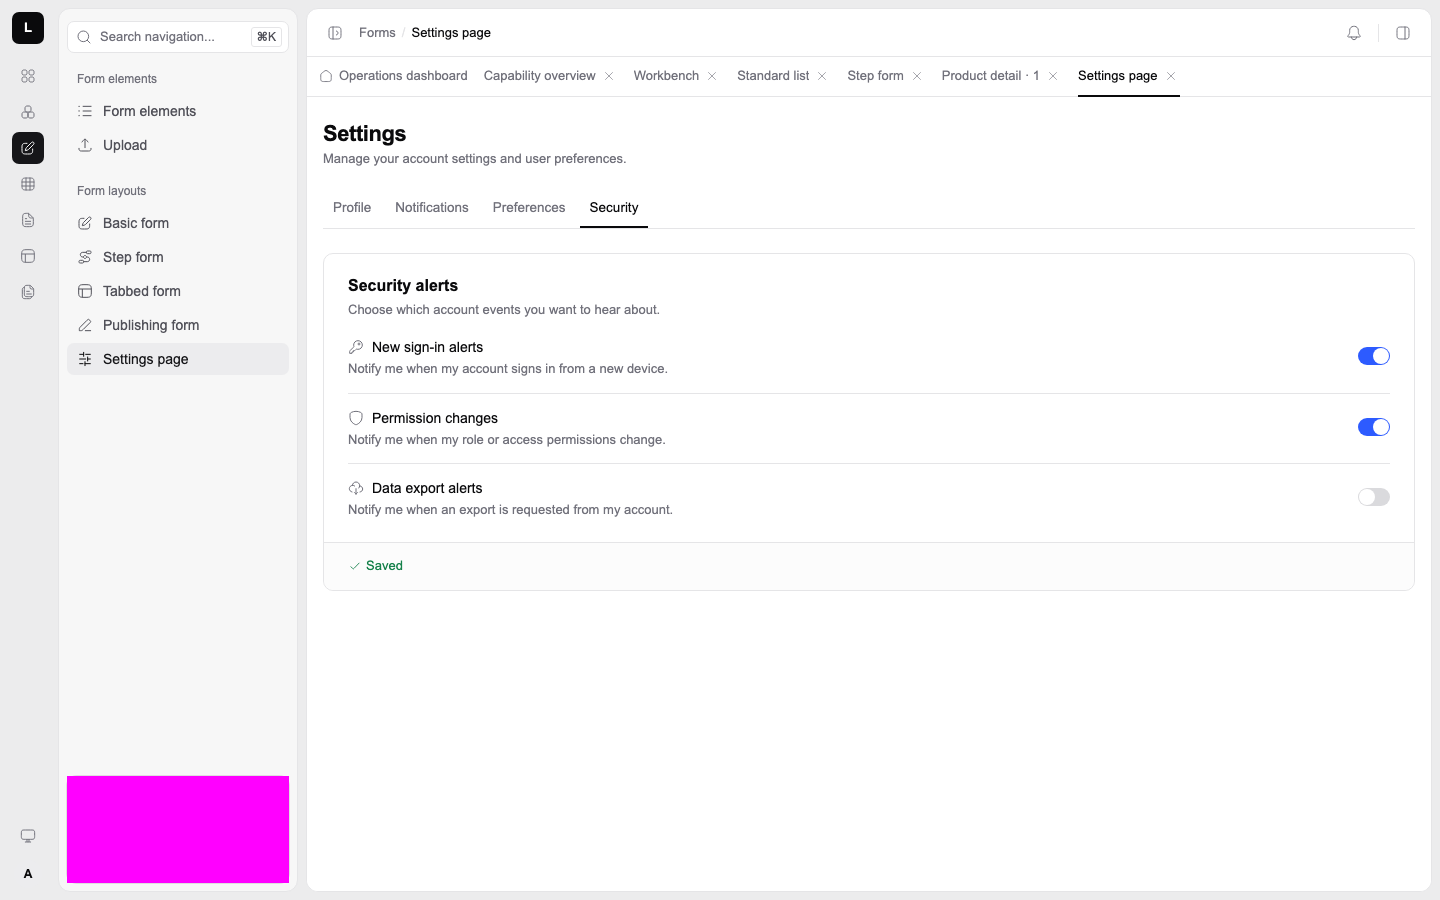 L
Search navigation...
⌘K
Form elements
Form elements
Upload
Form layouts
Basic form
Step form
Tabbed form
Publishing form
Settings page
A
Forms / Settings page
Operations dashboard
Capability overview
Workbench
Standard list
Step form
Product detail · 1
Settings page
Settings
Manage your account settings and user preferences.
Profile
Notifications
Preferences
Security
Security alerts
Choose which account events you want to hear about.
New sign-in alerts
Notify me when my account signs in from a new device.
Permission changes
Notify me when my role or access permissions change.
Data export alerts
Notify me when an export is requested from my account.
Saved